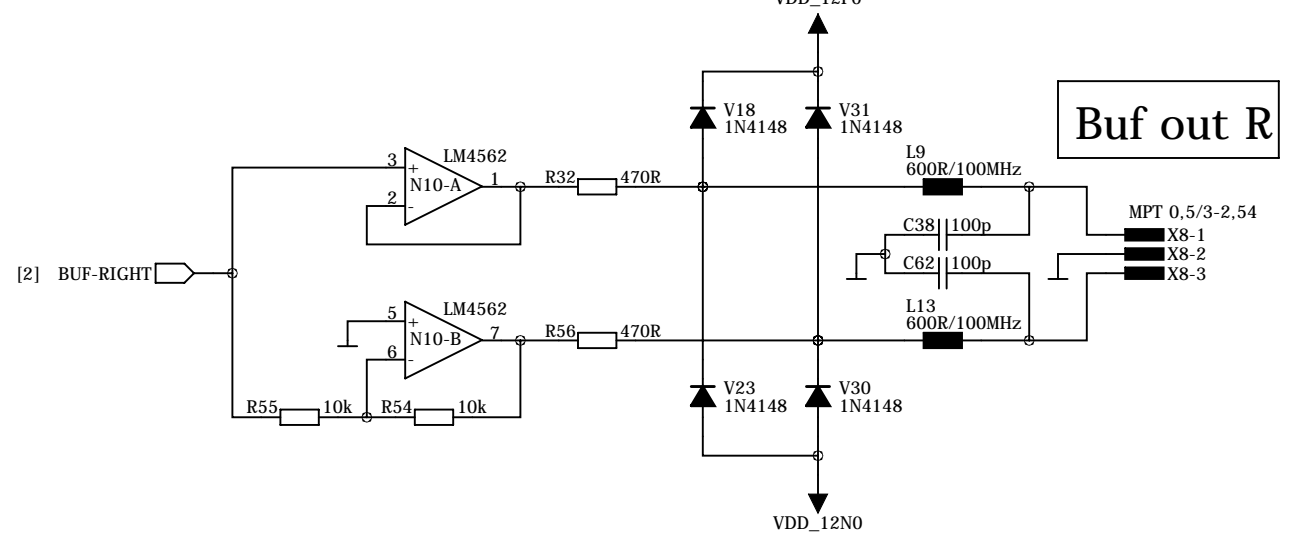 V18
1N4148
V31
1N4148
Buf out R
L9
600R/100MHz
3
+
LM4562
N10-A
1
2
-
R32
470R
C38
100p
MPT 0,5/3-2,54
X8-1
X8-2
X8-3
[2] BUF-RIGHT
C62
100p
5
+
LM4562
N10-B
7
6
-
R56
470R
L13
600R/100MHz
R55
10k
R54
10k
V23
1N4148
V30
1N4148
VDD_12N0